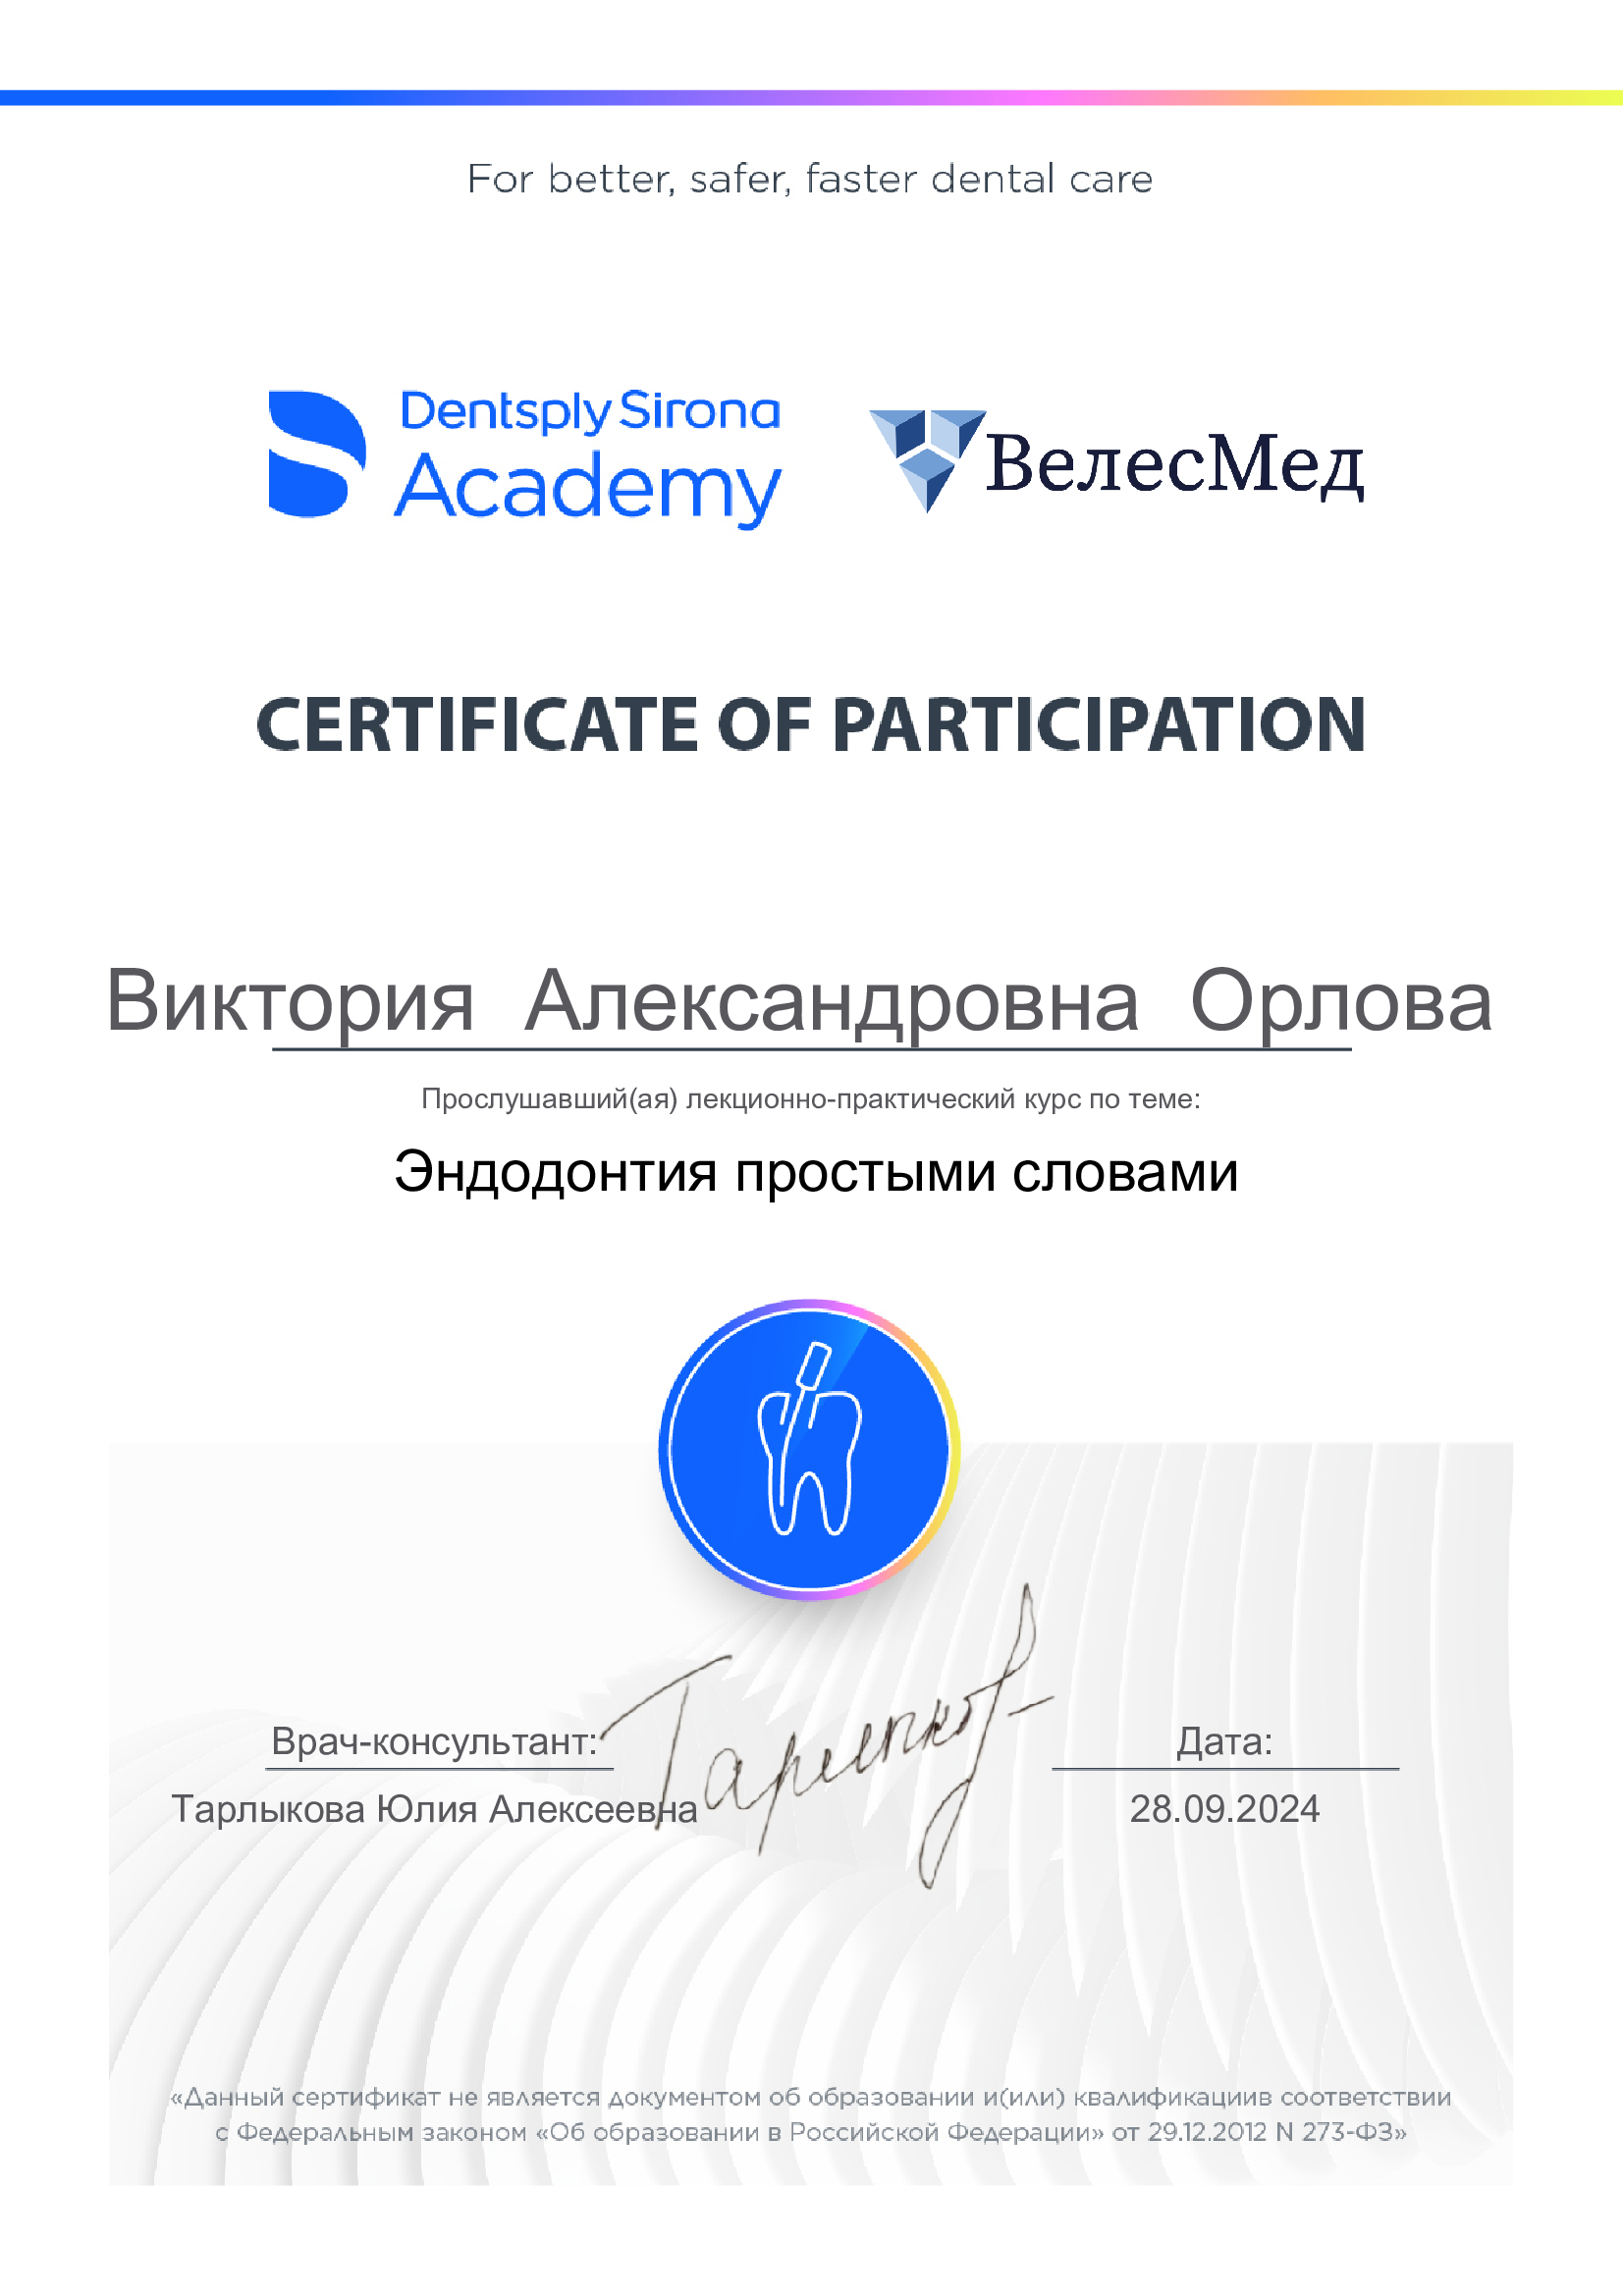 For better, safer, faster dental care
Dentsply Sirona
Academy
ВелесМед
CERTIFICATE OF PARTICIPATION
Виктория Александровна Орлова
Прослушавший(ая) лекционно-практический курс по теме:
Эндодонтия простыми словами
Врач-консультант:
Тарлыкова Юлия Алексеевна
Дата:
28.09.2024
«Данный сертификат не является документом об образовании и(или) квалификациив соответствии
с Федеральным законом «Об образовании в Российской Федерации» от 29.12.2012 N 273-ФЗ»